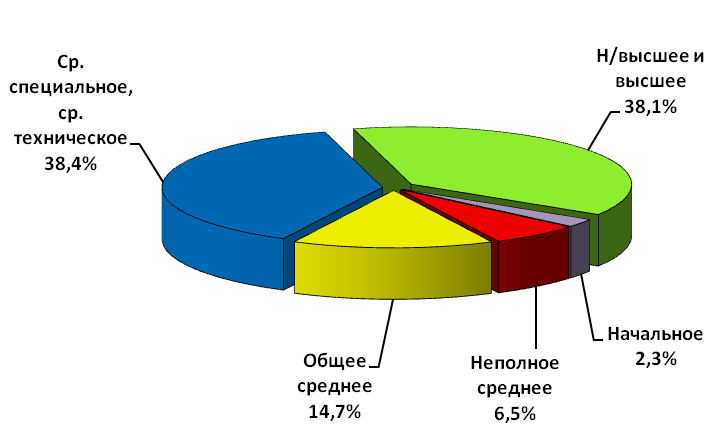 Ср.
специальное,
ср.
техническое
38,4%
Н/высшее и
высшее
38,1%
Общее
среднее
14,7%
Неполное
среднее
6,5%
Начальное
2,3%